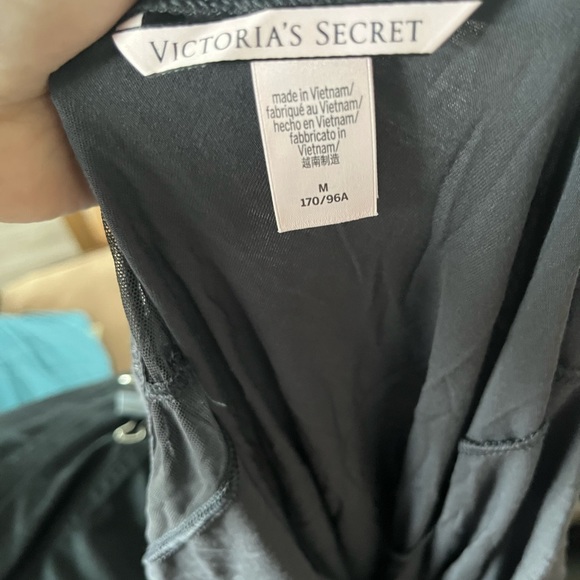 VICTORIA'S SECRET
made in Vietnam/
fabriqué au Vietnam/
hecho en Vietnam/
fabbricato in
Vietnam/
越南制造
M
170/96A